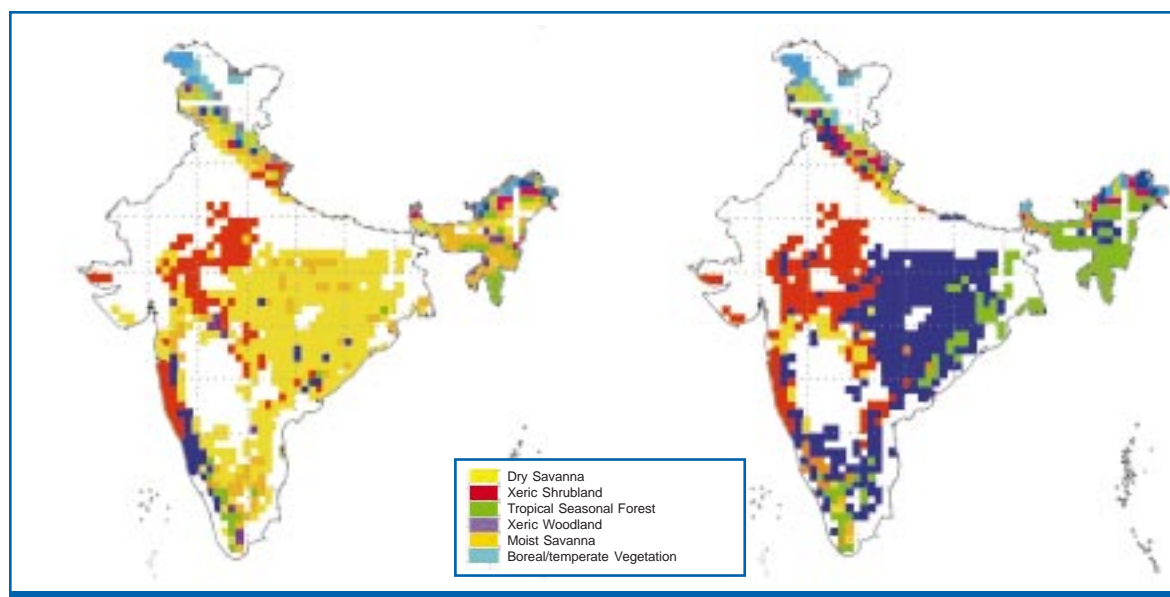 Dry Savanna
Xeric Shrubland
Tropical Seasonal Forest
Xeric Woodland
Moist Savanna
Boreal/temperate Vegetation